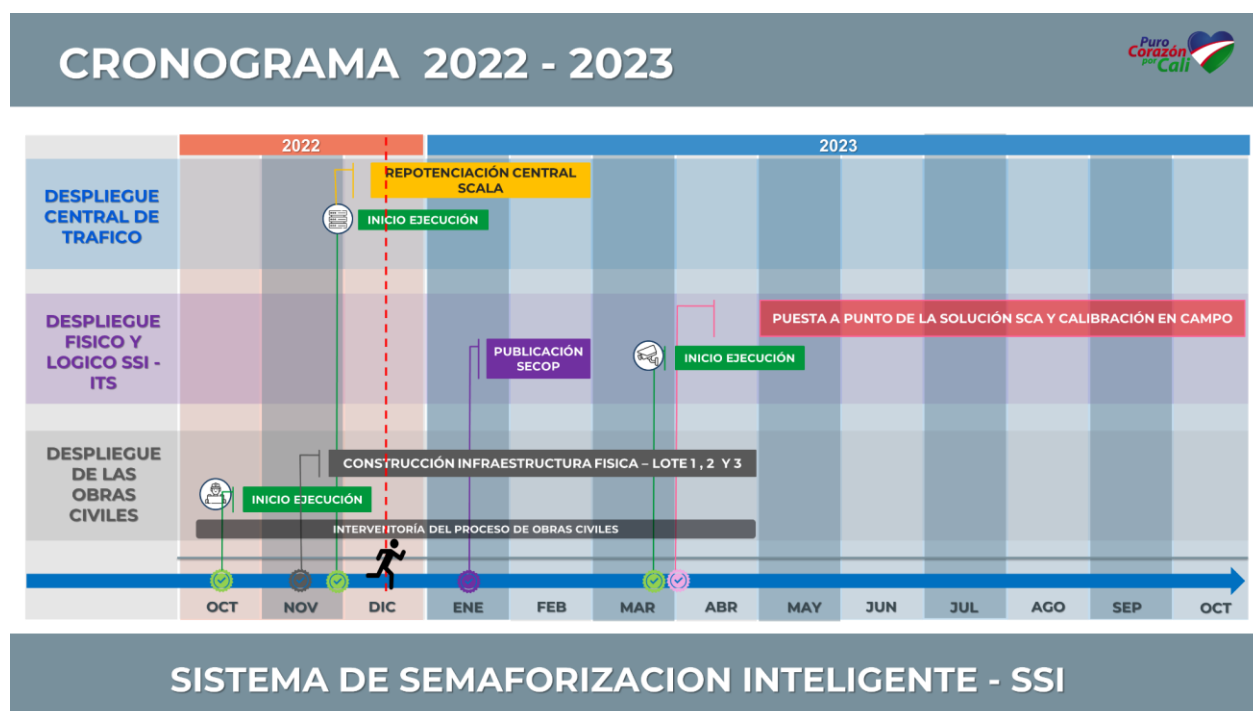 CRONOGRAMA 2022 - 2023
Puro
Corazón
por Cali
2022
2023
DESPLIEGUE
CENTRAL DE
TRAFICO
REPOTENCIACIÓN CENTRAL
SCALA
INICIO EJECUCIÓN
DESPLIEGUE
FISICO Y
LOGICO SSI -
ITS
PUESTA A PUNTO DE LA SOLUCIÓN SCA Y CALIBRACIÓN EN CAMPO
PUBLICACIÓN
SECOP
INICIO EJECUCIÓN
DESPLIEGUE
DE LAS
OBRAS
CIVILES
CONSTRUCCIÓN INFRAESTRUCTURA FISICA – LOTE 1 , 2 Y 3
INICIO EJECUCIÓN
INTERVENTORÍA DEL PROCESO DE OBRAS CIVILES
OCT NOV DIC ENE FEB MAR ABR MAY JUN JUL AGO SEP OCT
SISTEMA DE SEMAFORIZACION INTELIGENTE - SSI